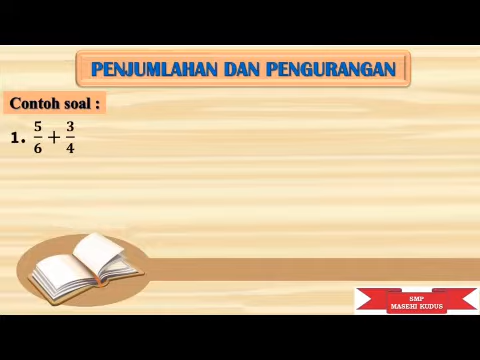 PENJUMLAHAN DAN PENGURANGAN
Contoh soal :
1. 5/6 + 3/4
SMP
MASEHI KUDUS